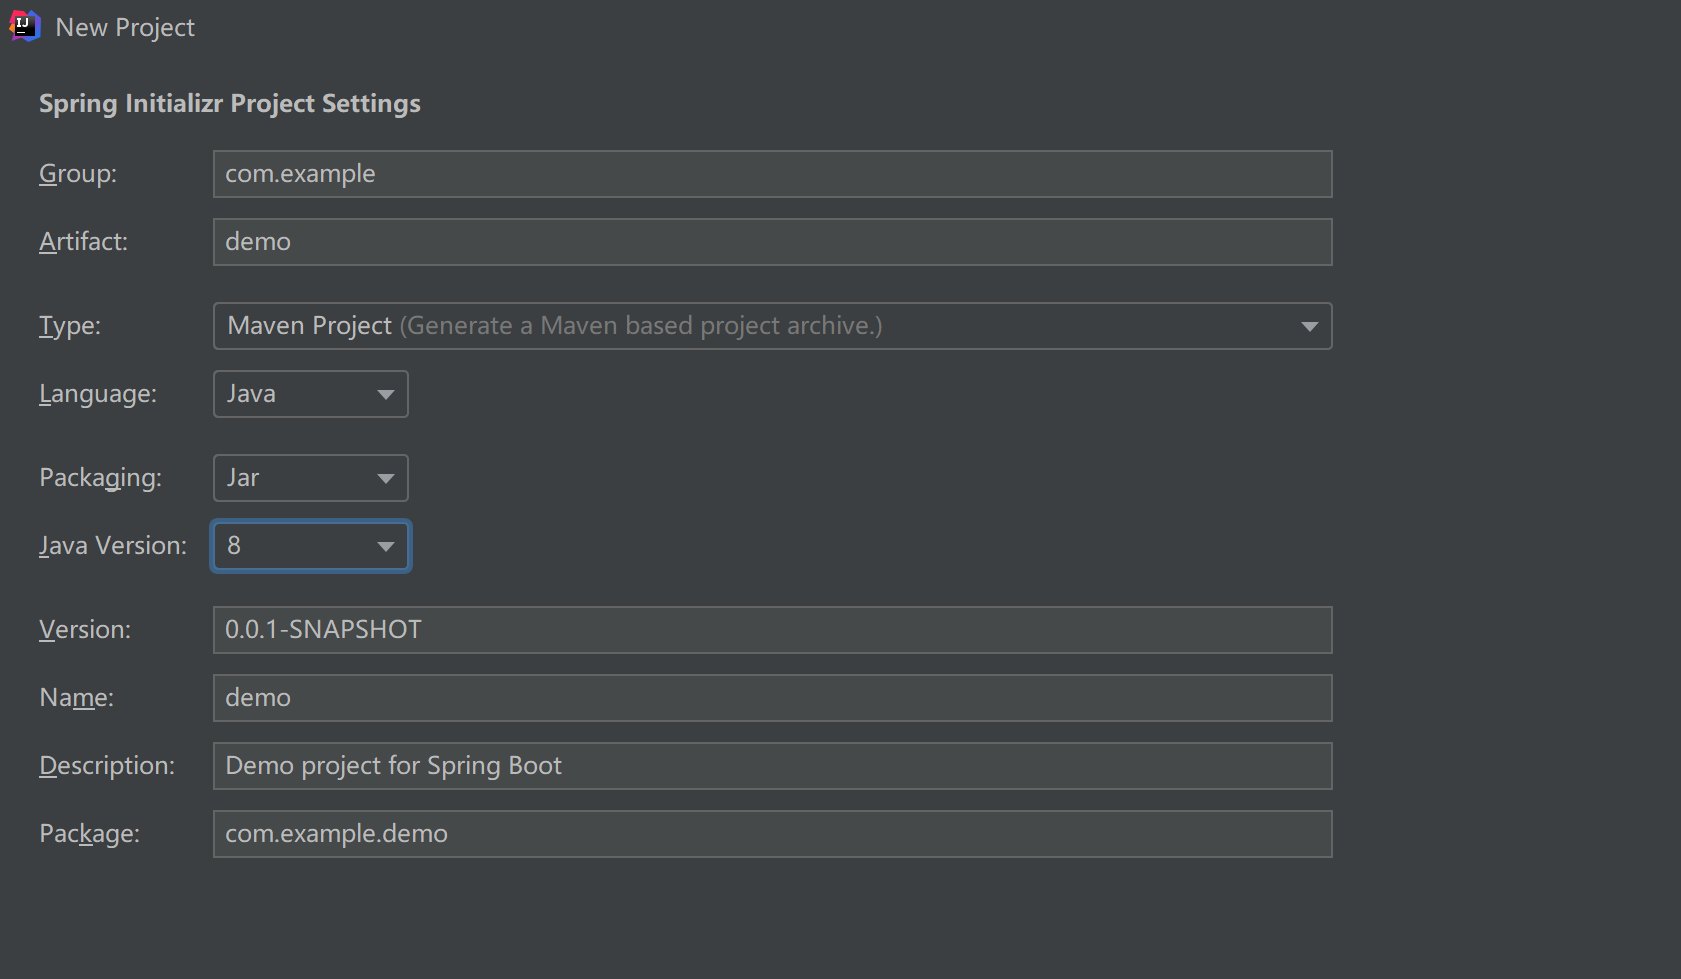 IJ New Project
Spring Initializr Project Settings
Group: com.example
Artifact: demo
Type: Maven Project (Generate a Maven based project archive.)
Language: Java
Packaging: Jar
Java Version: 8
Version: 0.0.1-SNAPSHOT
Name: demo
Description: Demo project for Spring Boot
Package: com.example.demo